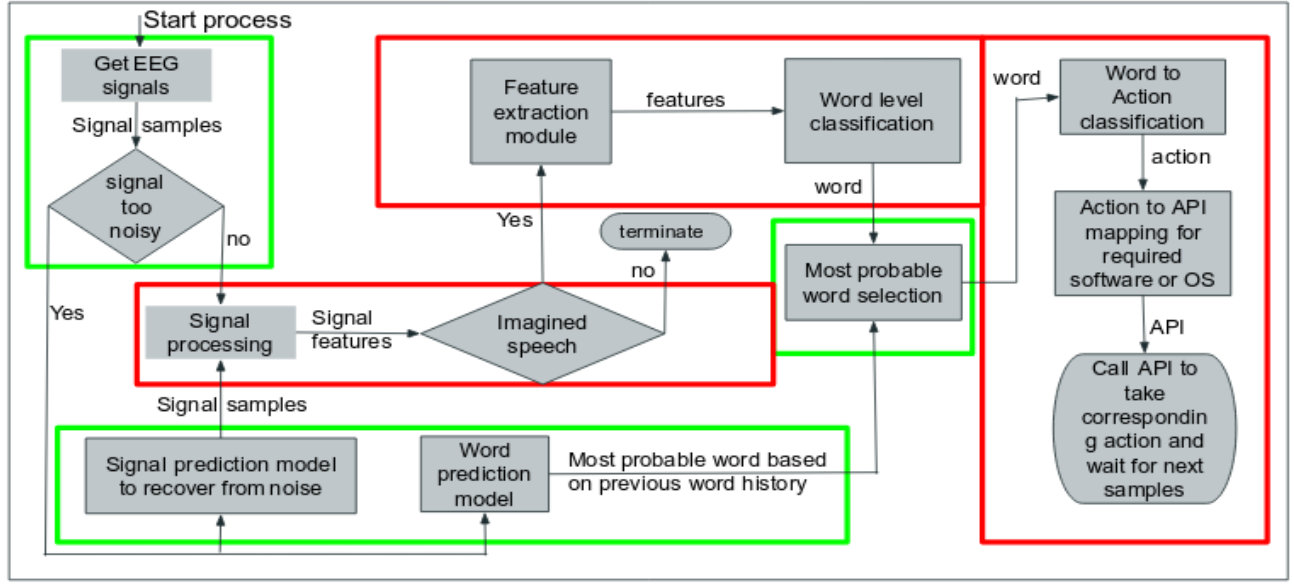 Start process
Get EEG
signals
Signal samples
signal
too
noisy
no
Yes
Signal
processing
Signal
features
Imagined
speech
Yes
no
terminate
Feature
extraction
module
features
Word level
classification
word
Most probable
word selection
word
Word to
Action
classification
action
Action to API
mapping for
required
software or OS
API
Call API to
take
correspondin
g action and
wait for next
samples
Signal samples
Signal prediction model
to recover from noise
Word
prediction
model
Most probable word based
on previous word history